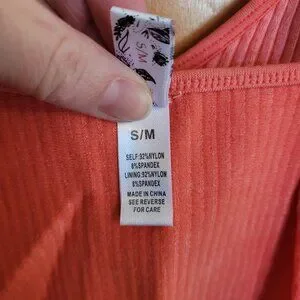 S/M
S/M
SELF:92%NYLON
8%SPANDEX
LINING:92%NYLON
8%SPANDEX
MADE IN CHINA
SEE REVERSE
FOR CARE